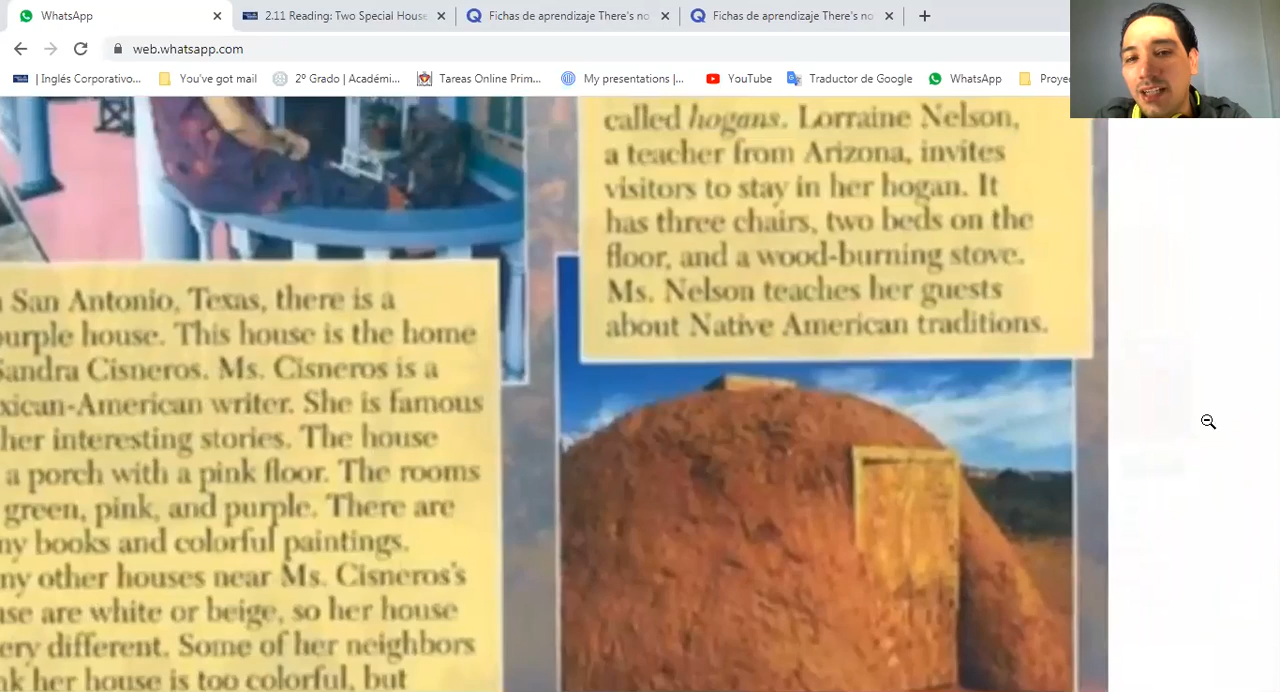 WhatsApp
2.11 Reading: Two Special House
Fichas de aprendizaje There's no
Fichas de aprendizaje There's no
web.whatsapp.com
| Inglés Corporativo...
You've got mail
2º Grado | Académi...
Tareas Online Prim...
My presentations |...
YouTube
Traductor de Google
WhatsApp
Proye
called hogans. Lorraine Nelson,
a teacher from Arizona, invites
visitors to stay in her hogan. It
has three chairs, two beds on the
floor, and a wood-burning stove.
Ms. Nelson teaches her guests
about Native American traditions.
San Antonio, Texas, there is a
purple house. This house is the home
Sandra Cisneros. Ms. Cisneros is a
xican-American writer. She is famous
her interesting stories. The house
a porch with a pink floor. The rooms
green, pink, and purple. There are
ny books and colorful paintings.
ny other houses near Ms. Cisneros's
use are white or beige, so her house
ery different. Some of her neighbors
nk her house is too colorful, but